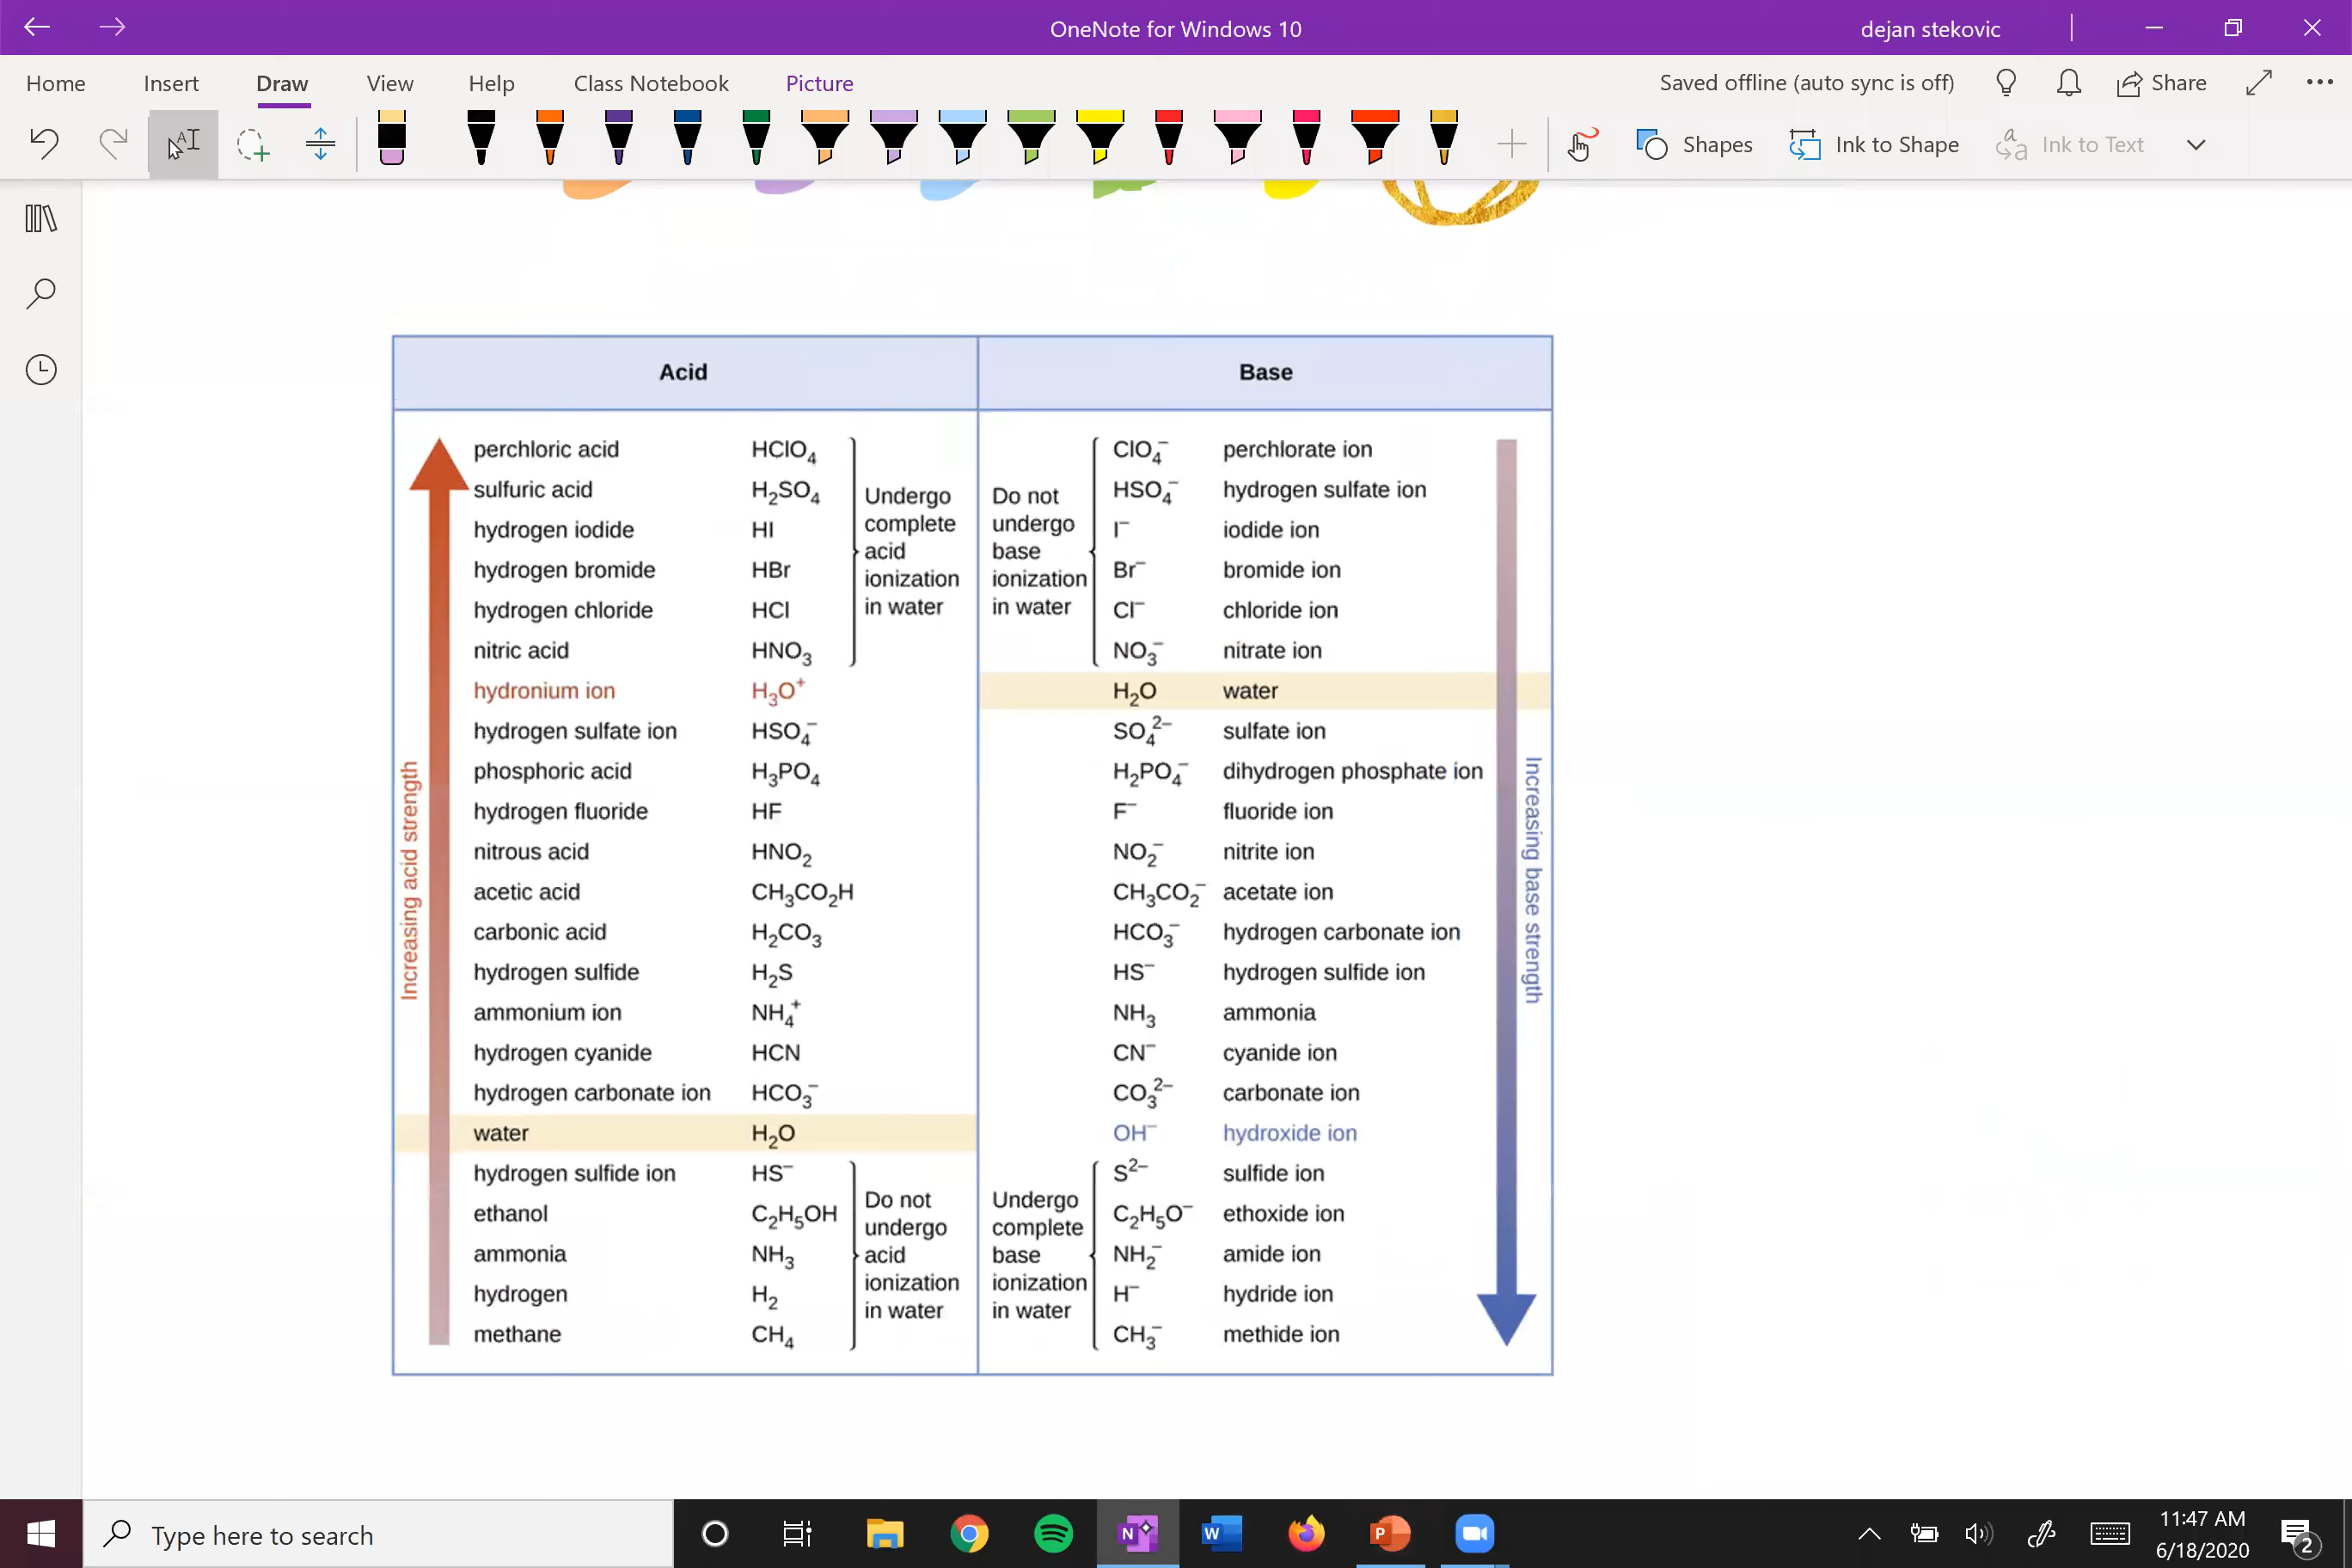 OneNote for Windows 10
dejan stekovic
Home Insert Draw View Help Class Notebook Picture
Saved offline (auto sync is off) Share
Shapes Ink to Shape Ink to Text
Acid Base
perchloric acid HClO₄ ClO₄⁻ perchlorate ion
sulfuric acid H₂SO₄ HSO₄⁻ hydrogen sulfate ion
hydrogen iodide HI I⁻ iodide ion
hydrogen bromide HBr Br⁻ bromide ion
hydrogen chloride HCl Cl⁻ chloride ion
nitric acid HNO₃ NO₃⁻ nitrate ion
Undergo
complete
acid
ionization
in water
Do not
undergo
base
ionization
in water
hydronium ion H₃O⁺ H₂O water
hydrogen sulfate ion HSO₄⁻ SO₄²⁻ sulfate ion
phosphoric acid H₃PO₄ H₂PO₄⁻ dihydrogen phosphate ion
hydrogen fluoride HF F⁻ fluoride ion
nitrous acid HNO₂ NO₂⁻ nitrite ion
acetic acid CH₃CO₂H CH₃CO₂⁻ acetate ion
carbonic acid H₂CO₃ HCO₃⁻ hydrogen carbonate ion
hydrogen sulfide H₂S HS⁻ hydrogen sulfide ion
ammonium ion NH₄⁺ NH₃ ammonia
hydrogen cyanide HCN CN⁻ cyanide ion
hydrogen carbonate ion HCO₃⁻ CO₃²⁻ carbonate ion
water H₂O OH⁻ hydroxide ion
hydrogen sulfide ion HS⁻ S²⁻ sulfide ion
ethanol C₂H₅OH C₂H₅O⁻ ethoxide ion
ammonia NH₃ NH₂⁻ amide ion
hydrogen H₂ H⁻ hydride ion
methane CH₄ CH₃⁻ methide ion
Do not
undergo
acid
ionization
in water
Undergo
complete
base
ionization
in water
Increasing acid strength
Increasing base strength
Type here to search
11:47 AM
6/18/2020
2